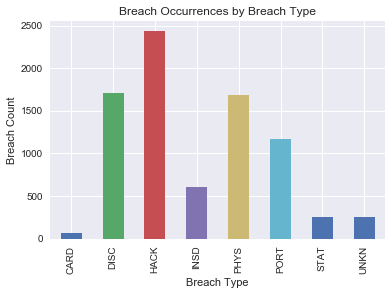 Breach Occurrences by Breach Type
Breach Count
2500
2000
1500
1000
500
0
CARD
DISC
HACK
INSD
PHYS
PORT
STAT
UNKN
Breach Type